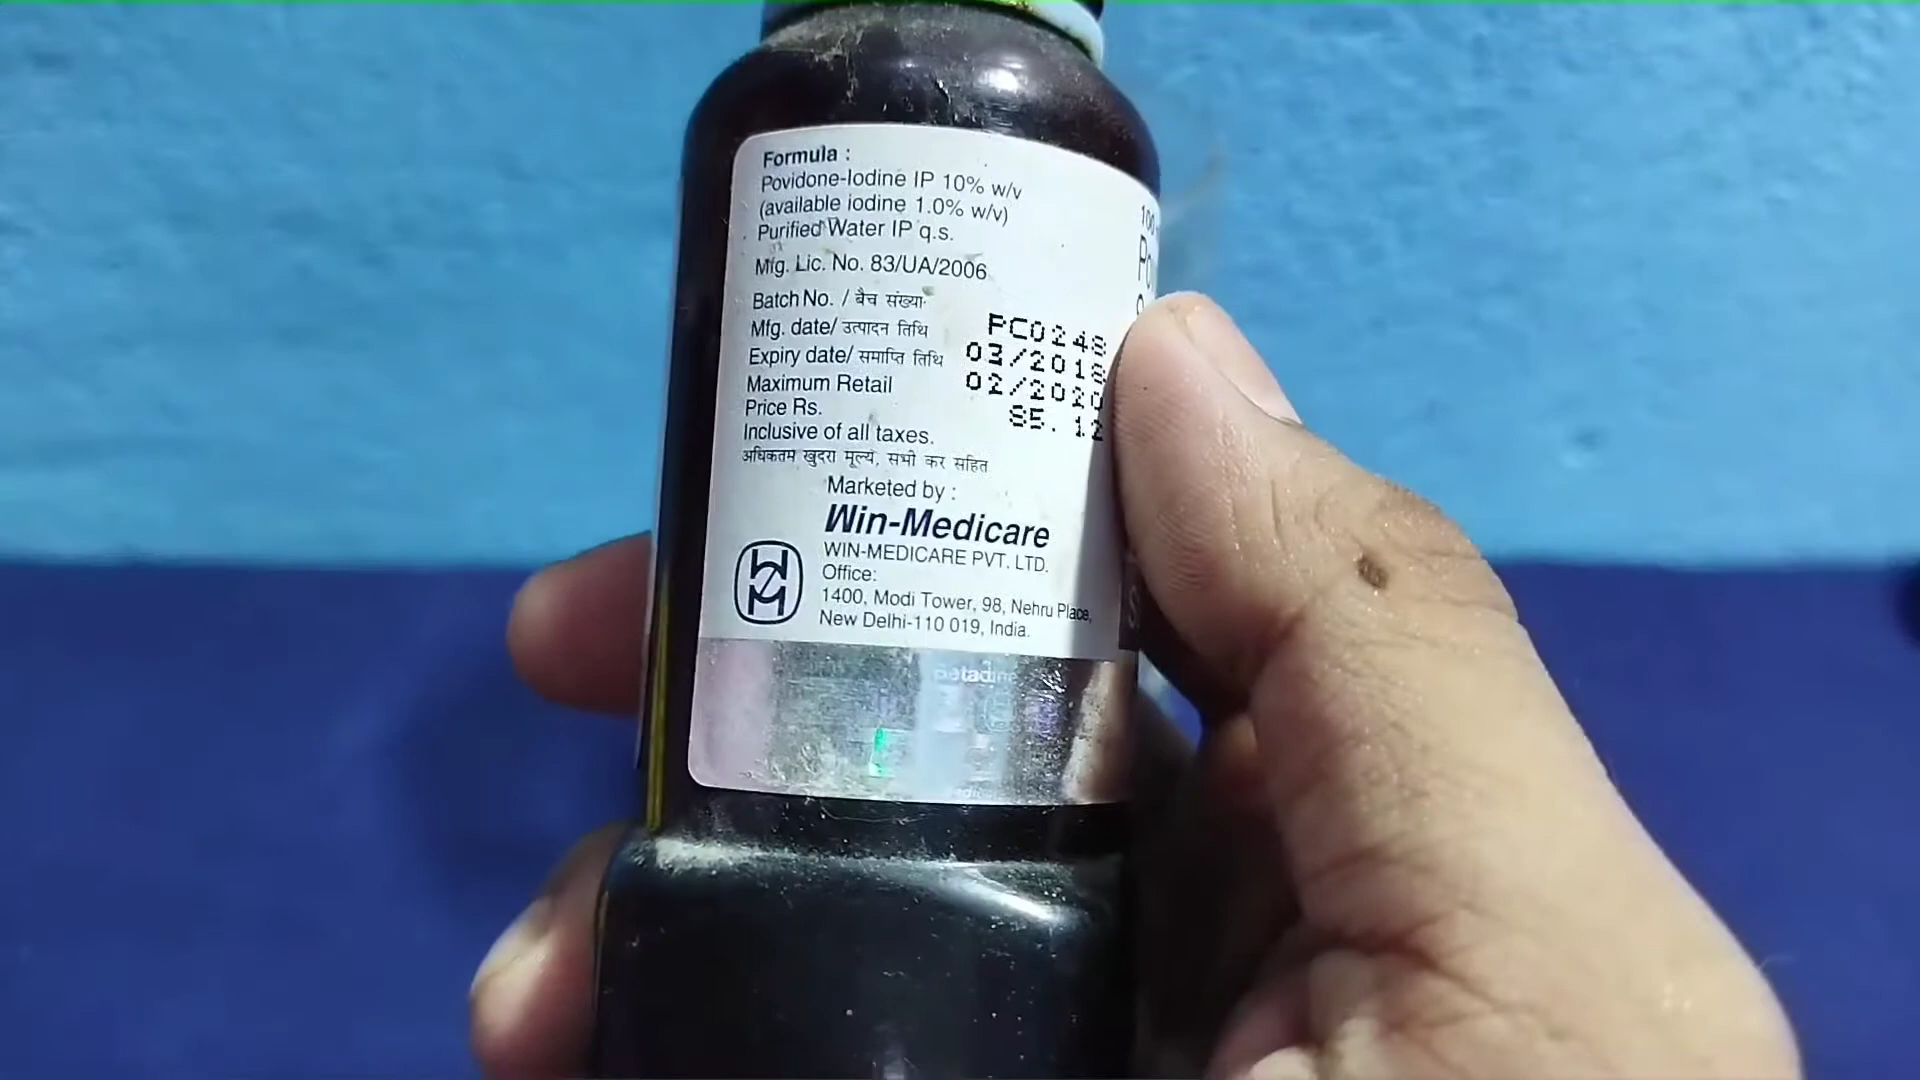 Formula :
Povidone-Iodine IP 10% w/v
(available iodine 1.0% w/v)
Purified Water IP q.s.
Mfg. Lic. No. 83/UA/2006
Batch No. / बैच संख्या PC0248
Mfg. date/ उत्पादन तिथि 03/2018
Expiry date/ समाप्ति तिथि 02/2020
Maximum Retail
Price Rs. 85.12
Inclusive of all taxes.
अधिकतम खुदरा मूल्य, सभी कर सहित
Marketed by :
Win-Medicare
WIN-MEDICARE PVT. LTD.
Office:
1400, Modi Tower, 98, Nehru Place,
New Delhi-110 019, India.
Betadine
100